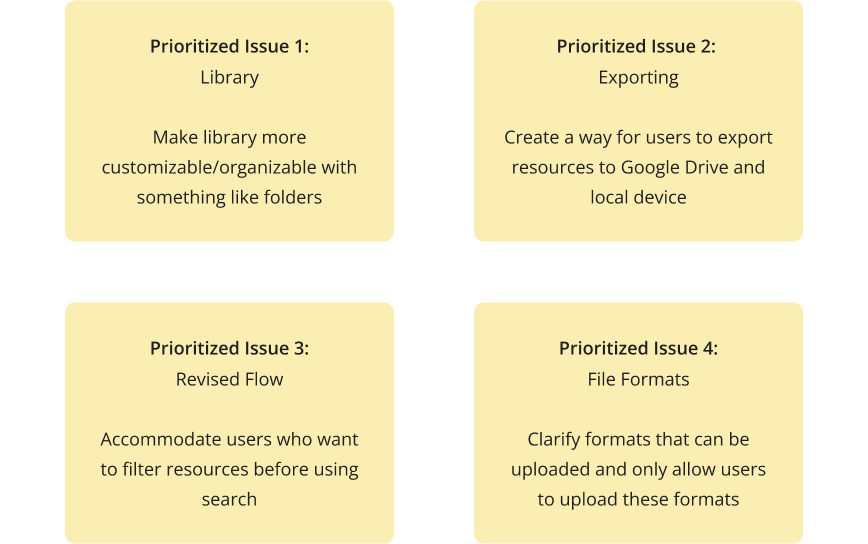 Prioritized Issue 1:
Library
Make library more
customizable/organizable with
something like folders
Prioritized Issue 2:
Exporting
Create a way for users to export
resources to Google Drive and
local device
Prioritized Issue 3:
Revised Flow
Accommodate users who want
to filter resources before using
search
Prioritized Issue 4:
File Formats
Clarify formats that can be
uploaded and only allow users
to upload these formats